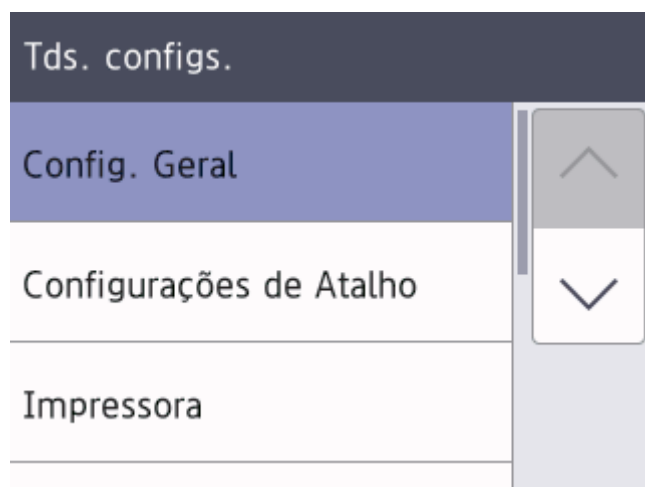 Tds. configs.
Config. Geral
Configurações de Atalho
Impressora